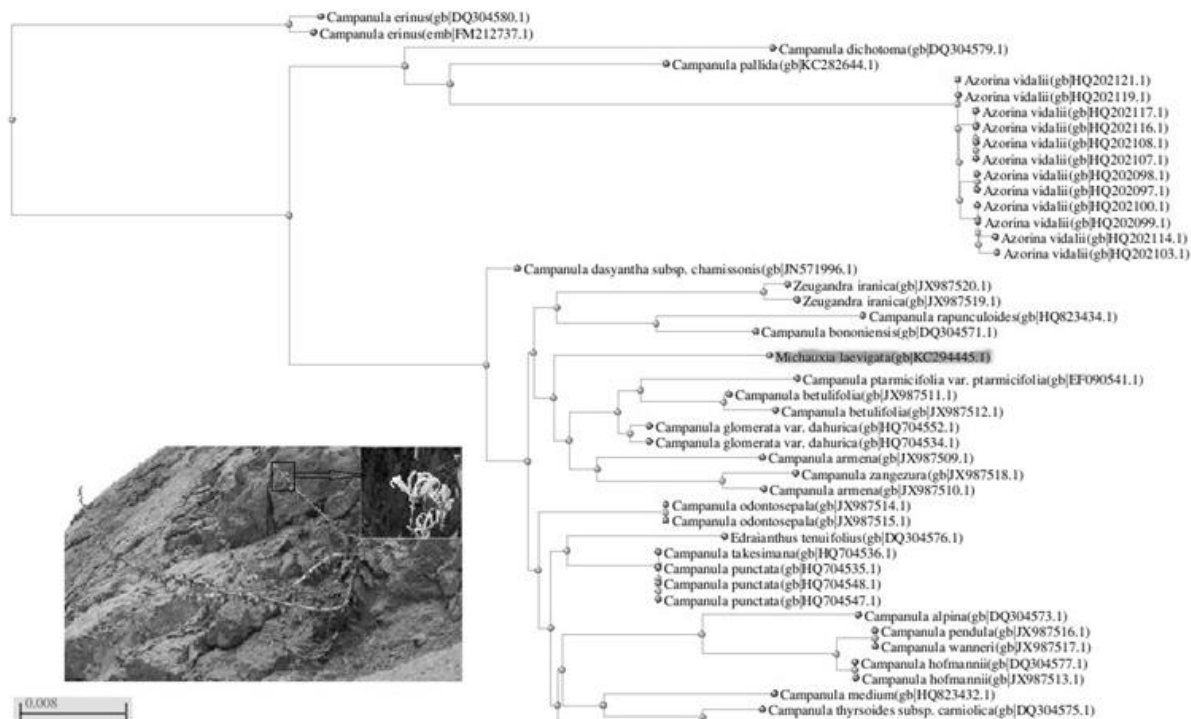 Campanula erinus(gb|DQ304580.1)
Campanula erinus(emb|FM212737.1)
Campanula dichotoma(gb|DQ304579.1)
Campanula pallida(gb|KC282644.1)
Azorina vidalii(gb|HQ202121.1)
Azorina vidalii(gb|HQ202119.1)
Azorina vidalii(gb|HQ202117.1)
Azorina vidalii(gb|HQ202116.1)
Azorina vidalii(gb|HQ202108.1)
Azorina vidalii(gb|HQ202107.1)
Azorina vidalii(gb|HQ202098.1)
Azorina vidalii(gb|HQ202097.1)
Azorina vidalii(gb|HQ202100.1)
Azorina vidalii(gb|HQ202099.1)
Azorina vidalii(gb|HQ202114.1)
Azorina vidalii(gb|HQ202103.1)
Campanula dasyantha subsp. chamissonis(gb|JN571996.1)
Zeugandra iranica(gb|JX987520.1)
Zeugandra iranica(gb|JX987519.1)
Campanula rapunculoides(gb|HQ823434.1)
Campanula bononiensis(gb|DQ304571.1)
Michauxia laevigata(gb|KC294445.1)
Campanula ptarmicifolia var. ptarmicifolia(gb|EF090541.1)
Campanula betulifolia(gb|JX987511.1)
Campanula betulifolia(gb|JX987512.1)
Campanula glomerata var. dahurica(gb|HQ704552.1)
Campanula glomerata var. dahurica(gb|HQ704534.1)
Campanula armena(gb|JX987509.1)
Campanula zangezura(gb|JX987518.1)
Campanula armena(gb|JX987510.1)
Campanula odontosepala(gb|JX987514.1)
Campanula odontosepala(gb|JX987515.1)
Edraianthus tenuifolius(gb|DQ304576.1)
Campanula takesimana(gb|HQ704536.1)
Campanula punctata(gb|HQ704535.1)
Campanula punctata(gb|HQ704548.1)
Campanula punctata(gb|HQ704547.1)
Campanula alpina(gb|DQ304573.1)
Campanula pendula(gb|JX987516.1)
Campanula wanneri(gb|JX987517.1)
Campanula hofmannii(gb|DQ304577.1)
Campanula hofmannii(gb|JX987513.1)
Campanula medium(gb|HQ823432.1)
Campanula thyrsoides subsp. carniolica(gb|DQ304575.1)
0.008